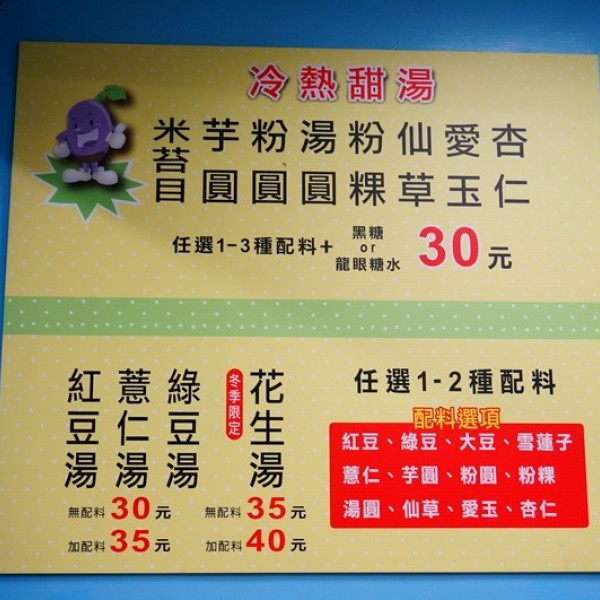 冷熱甜湯
米苔目
芋圓
粉圓
湯圓
粉粿
仙草
愛玉
杏仁
任選1-3種配料+
黑糖
or
龍眼糖水
30元
紅豆湯
薏仁湯
綠豆湯
無配料30元
加配料35元
冬季限定
花生湯
無配料35元
加配料40元
任選1-2種配料
配料選項
紅豆、綠豆、大豆、雪蓮子
薏仁、芋圓、粉圓、粉粿
湯圓、仙草、愛玉、杏仁